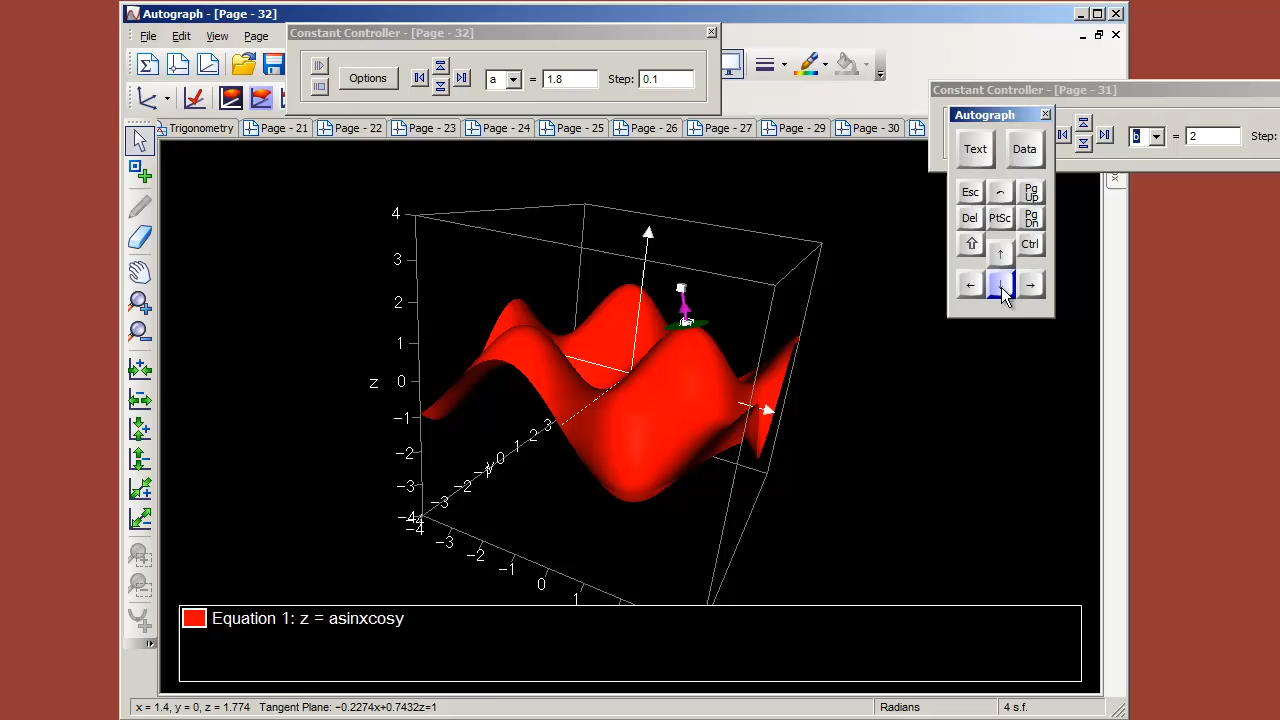 Autograph - [Page - 32]
File Edit View Page
Constant Controller - [Page - 32]
Options
a = 1.8 Step: 0.1
Constant Controller - [Page - 31]
b = 2 Step:
Trigonometry Page - 21 Page - 22 Page - 23 Page - 24 Page - 25 Page - 26 Page - 27 Page - 28 Page - 29 Page - 30
Autograph
Text Data
Esc Pg Up
Del PtSc Pg Dn
Ctrl
4
3
2
1
0
−1
−2
−3
−4
z
3
2
1
0
−1
−2
−3
y
−4
−3
−2
−1
0
1
Equation 1: z = asinxcosy
x = 1.4, y = 0, z = 1.774 Tangent Plane: −0.2274x+0.7432z=1
Radians
4 s.f.